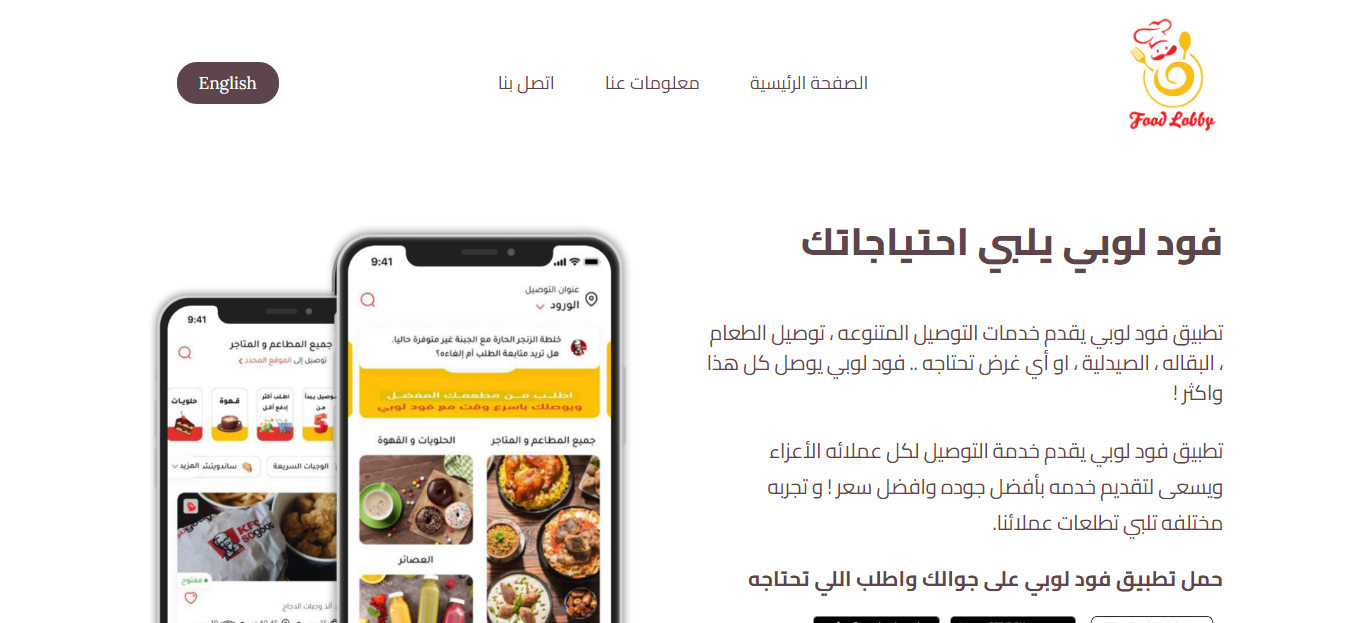 Food Lobby
الصفحة الرئيسية
معلومات عنا
اتصل بنا
English
فود لوبي يلبي احتياجاتك
تطبيق فود لوبي يقدم خدمات التوصيل المتنوعه ، توصيل الطعام
، البقاله ، الصيدلية ، او أي غرض تحتاجه .. فود لوبي يوصل كل هذا
واكثر !
تطبيق فود لوبي يقدم خدمة التوصيل لكل عملائه الأعزاء
ويسعى لتقديم خدمه بأفضل جوده وافضل سعر ! و تجربه
مختلفه تلبي تطلعات عملائنا.
حمل تطبيق فود لوبي على جوالك واطلب اللي تحتاجه
9:41
عنوان التوصيل
الورود
خلطة الزنجر الحارة مع الجبنة غير متوفرة حاليا.
هل تريد متابعة الطلب أم إلغاءه؟
اطلب من مطعمك المفضل
ويوصلك باسرع وقت مع فود لوبي
جميع المطاعم و المتاجر
الحلويات و القهوة
العصائر
9:41
جميع المطاعم و المتاجر
توصيل إلى الموقع المحدد
توصيل يبدأ
من
5
اطلب أكثر
إدفع أقل
قهوة
حلويات
الوجبات السريعة
ساندويتش
المزيد
KFC
مفتوح
ألذ وجبات الدجاج